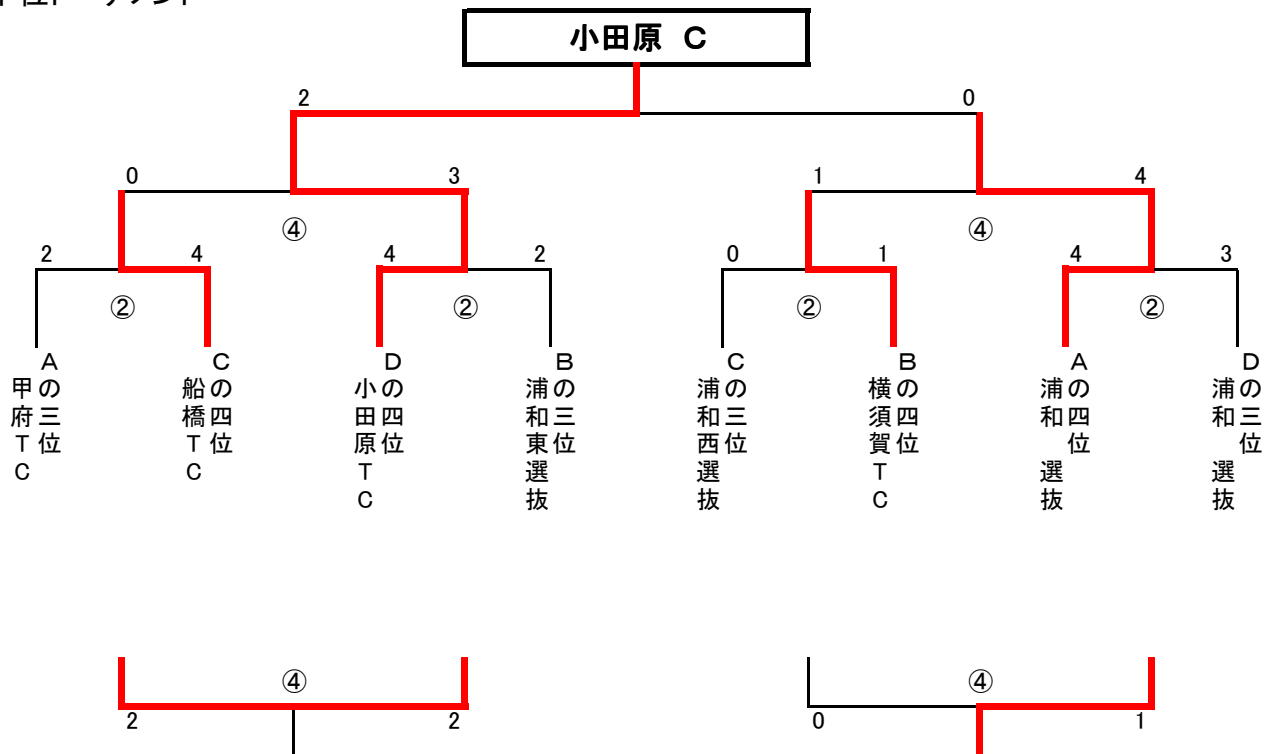 小田原 C
2
0
0
3
1
4
④
④
2
4
4
2
0
1
4
3
②
②
②
②
Aの三位
甲府TC
Cの四位
船橋TC
Dの四位
小田原TC
Bの三位
浦和東選抜
Cの三位
浦和西選抜
Bの四位
横須賀TC
Aの四位
浦和 選抜
Dの三位
浦和 選抜
④
④
2
2
0
1